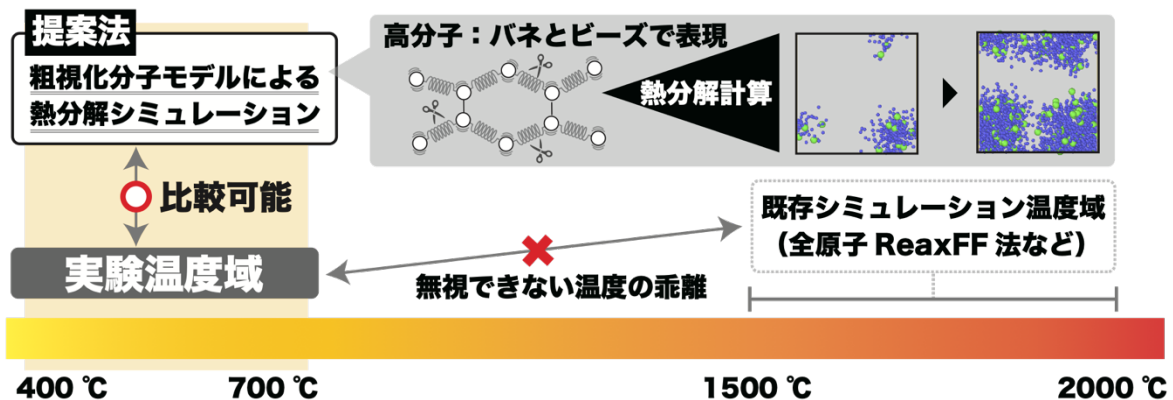 提案法
粗視化分子モデルによる
熱分解シミュレーション
高分子：バネとビーズで表現
熱分解計算
比較可能
実験温度域
無視できない温度の乖離
既存シミュレーション温度域
（全原子 ReaxFF 法など）
400 ℃
700 ℃
1500 ℃
2000 ℃